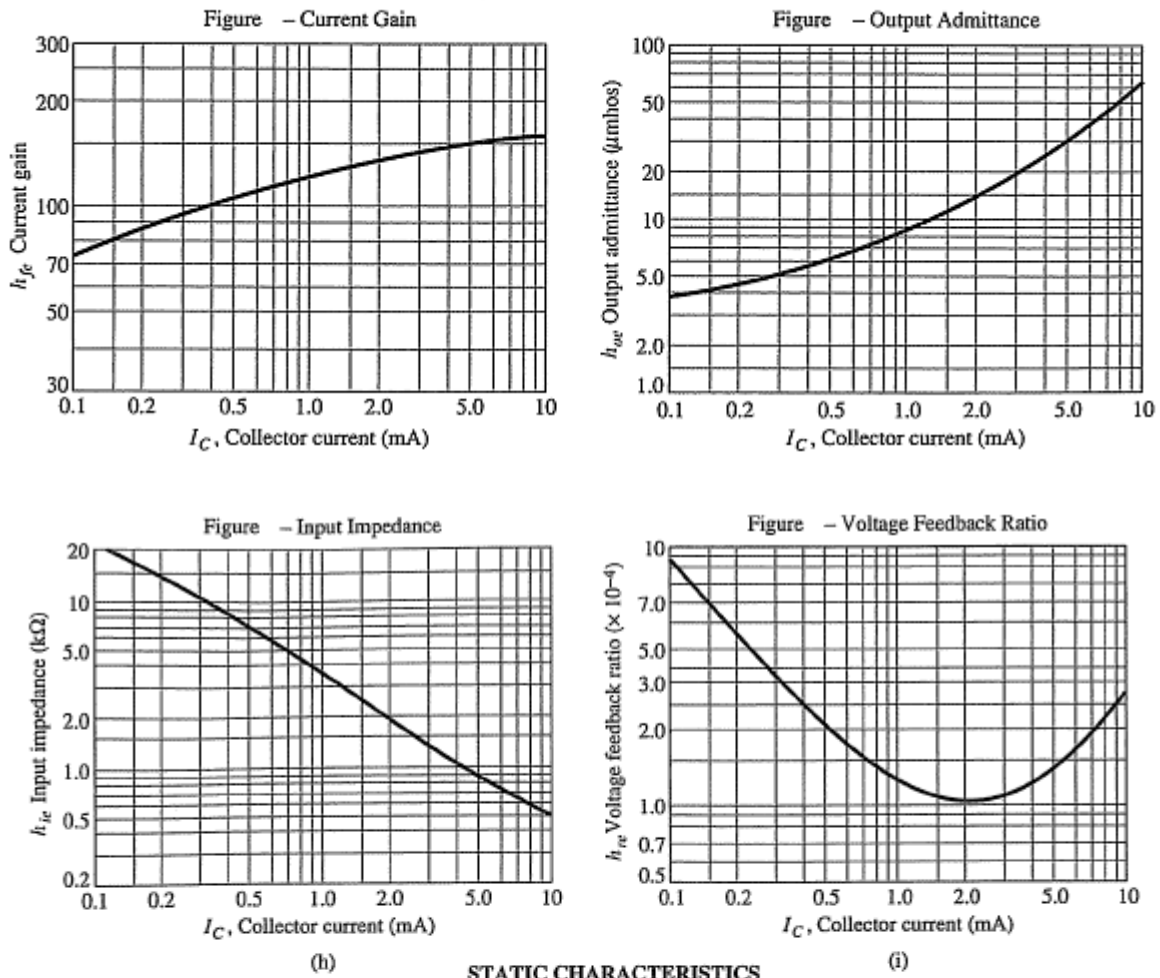 Figure – Current Gain
300
200
100
70
50
30
h_fe Current gain
0.1 0.2 0.5 1.0 2.0 5.0 10
I_C, Collector current (mA)
Figure – Output Admittance
100
50
20
10
5.0
2.0
1.0
h_oe Output admittance (μmhos)
0.1 0.2 0.5 1.0 2.0 5.0 10
I_C, Collector current (mA)
Figure – Input Impedance
20
10
5.0
2.0
1.0
0.5
0.2
h_ie Input impedance (kΩ)
0.1 0.2 0.5 1.0 2.0 5.0 10
I_C, Collector current (mA)
(h)
Figure – Voltage Feedback Ratio
10
7.0
5.0
3.0
2.0
1.0
0.7
0.5
h_re Voltage feedback ratio (× 10⁻⁴)
0.1 0.2 0.5 1.0 2.0 5.0 10
I_C, Collector current (mA)
(i)
STATIC CHARACTERISTICS